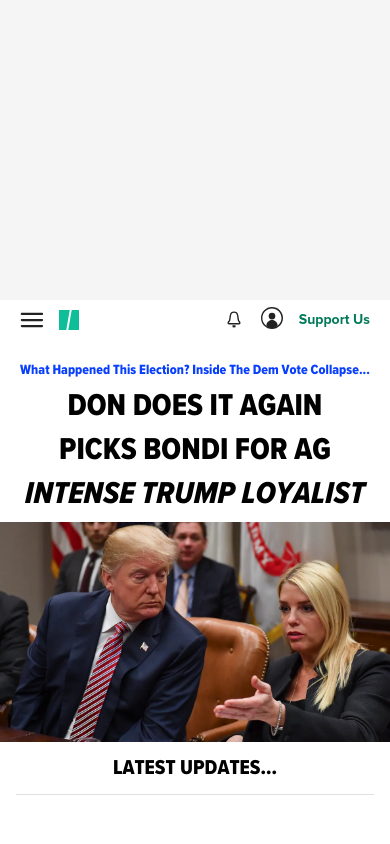 Support Us
What Happened This Election? Inside The Dem Vote Collapse...
DON DOES IT AGAIN
PICKS BONDI FOR AG
INTENSE TRUMP LOYALIST
LATEST UPDATES...